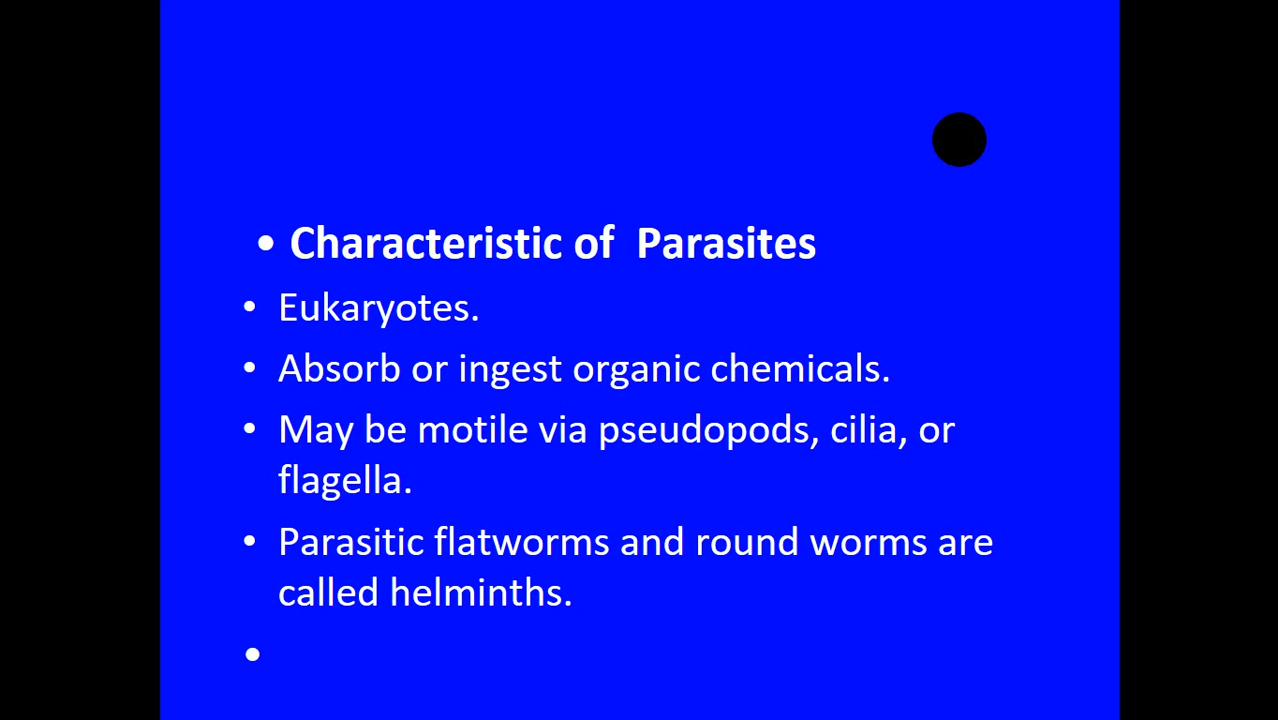 • Characteristic of  Parasites
• Eukaryotes.
• Absorb or ingest organic chemicals.
• May be motile via pseudopods, cilia, or
flagella.
• Parasitic flatworms and round worms are
called helminths.
•